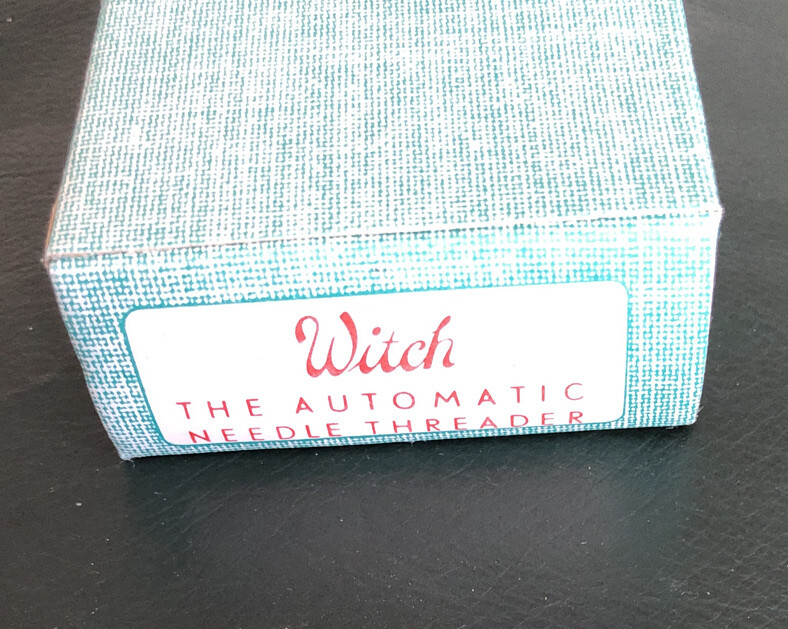 Witch
THE AUTOMATIC
NEEDLE THREADER